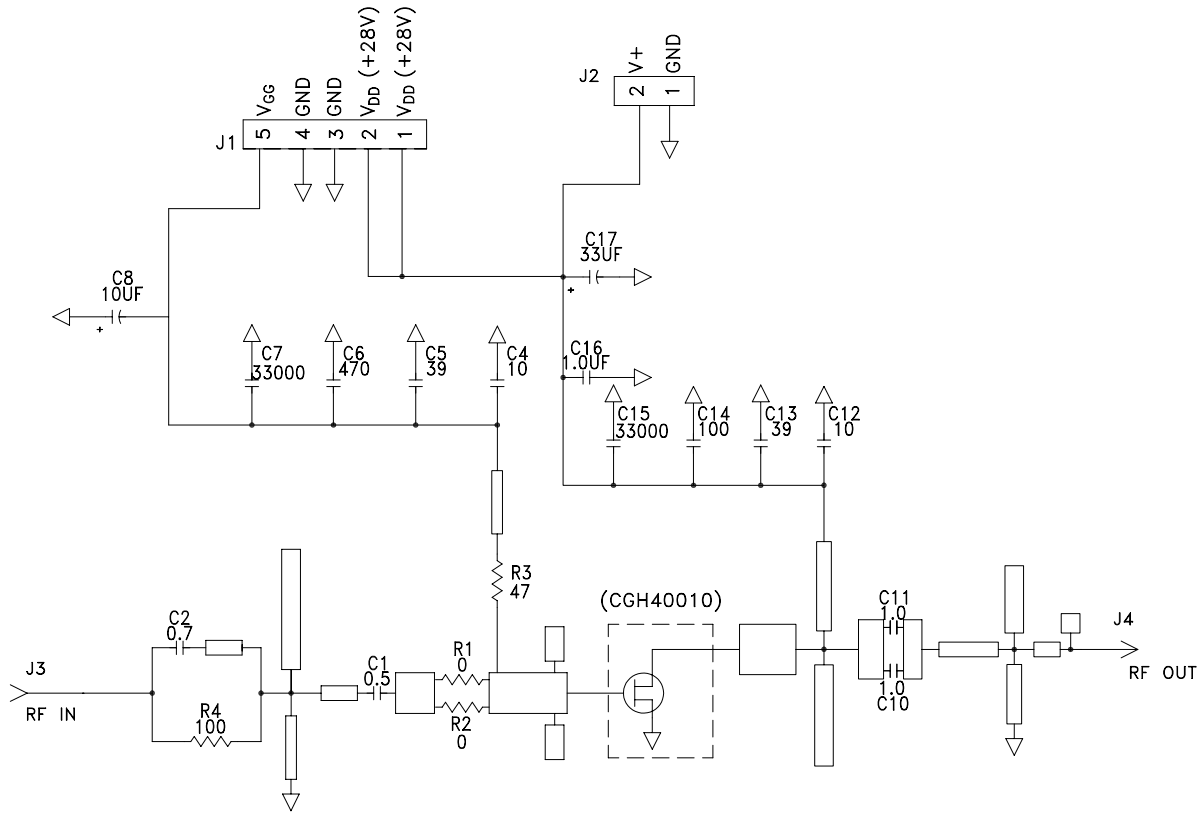 J1
5 VGG
4 GND
3 GND
2 VDD (+28V)
1 VDD (+28V)
J2
2 V+
1 GND
C17
33UF
+
C8
10UF
+
C7
33000
C6
470
C5
39
C4
10
C16
1.0UF
C15
33000
C14
100
C13
39
C12
10
R3
47
(CGH40010)
C2
0.7
J3
RF IN
R4
100
C1
0.5
R1
0
R2
0
C11
1.0
1.0
C10
J4
RF OUT